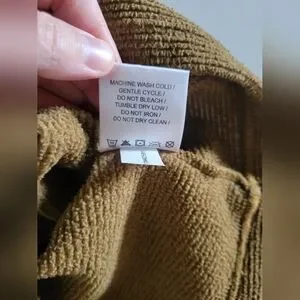 MACHINE WASH COLD/
GENTLE CYCLE/
DO NOT BLEACH/
TUMBLE DRY LOW/
DO NOT IRON/
DO NOT DRY CLEAN/